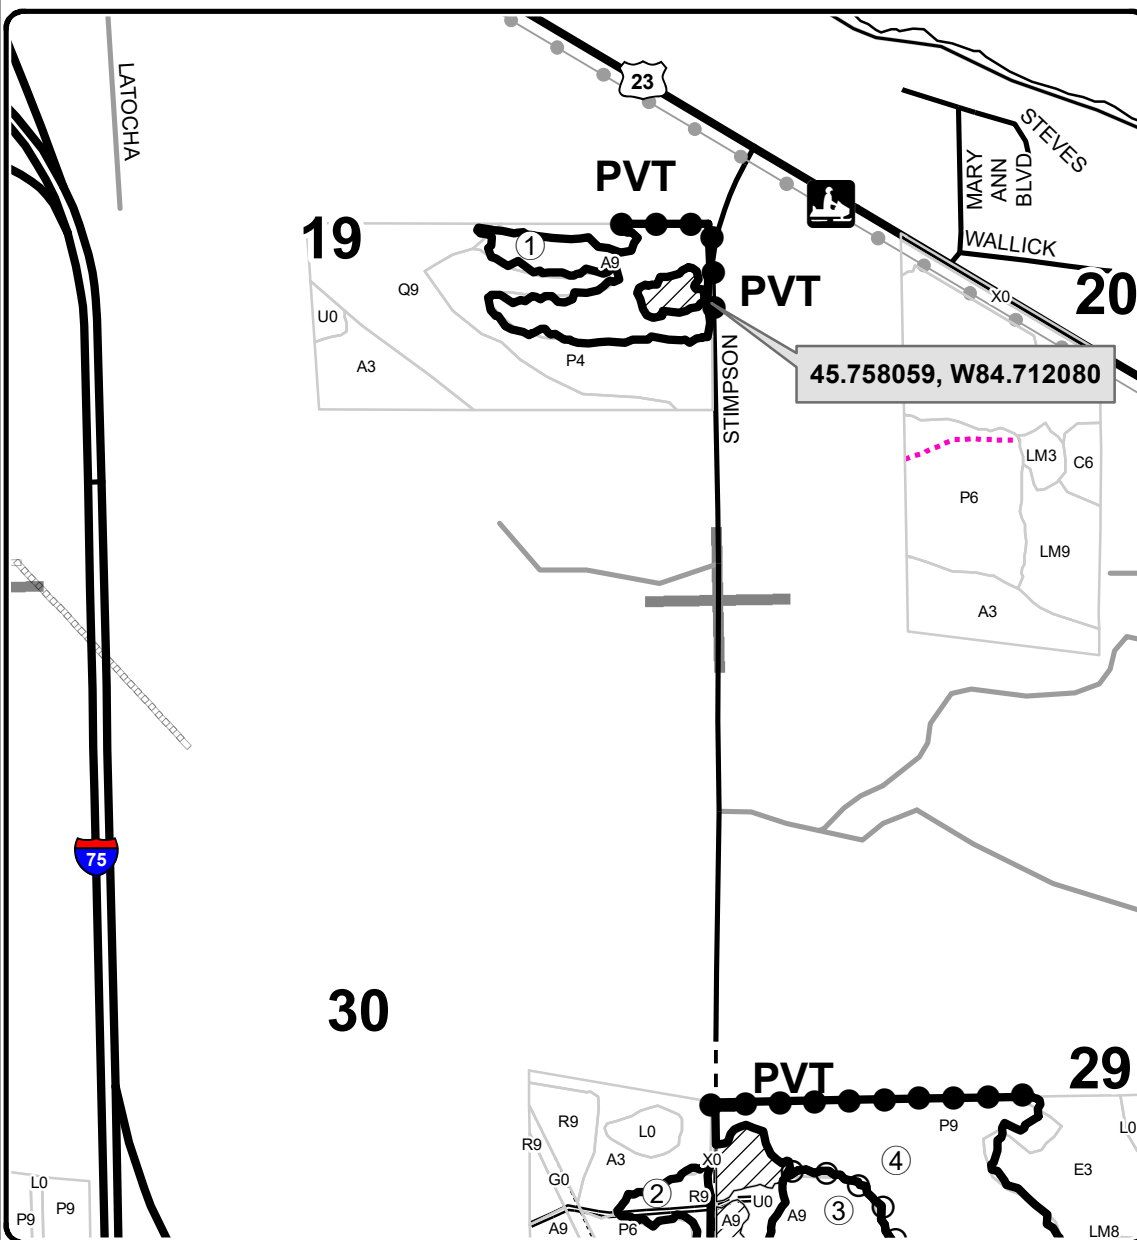 LATOCHA
23
STEVES
MARY
ANN
BLVD
WALLICK
PVT
19
1
A9
Q9
PVT
X0
20
U0
A3
P4
STIMPSON
45.758059, W84.712080
LM3
C6
P6
LM9
A3
75
30
29
PVT
R9
L0
P9
L0
R9
A3
X0
4
E3
L0
P9
G0
2
R9
U0
3
P9
A9
P6
A9
A9
LM8